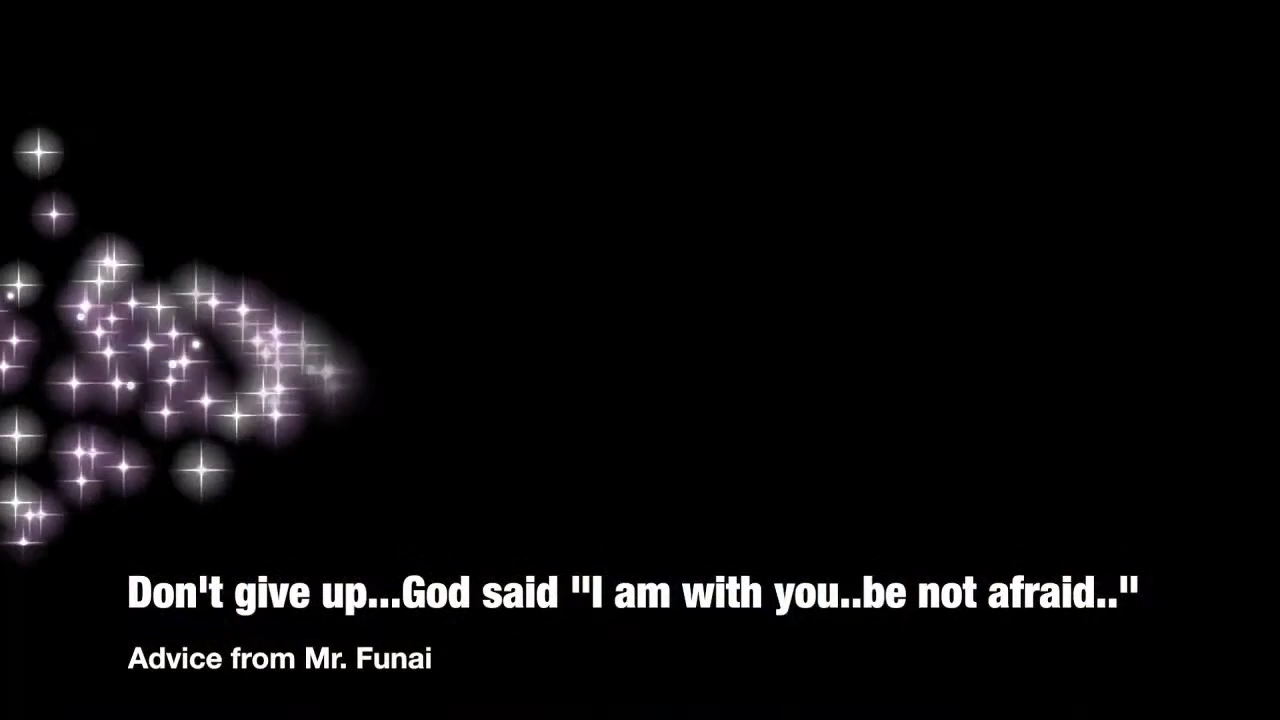 Don't give up...God said "I am with you..be not afraid.."
Advice from Mr. Funai